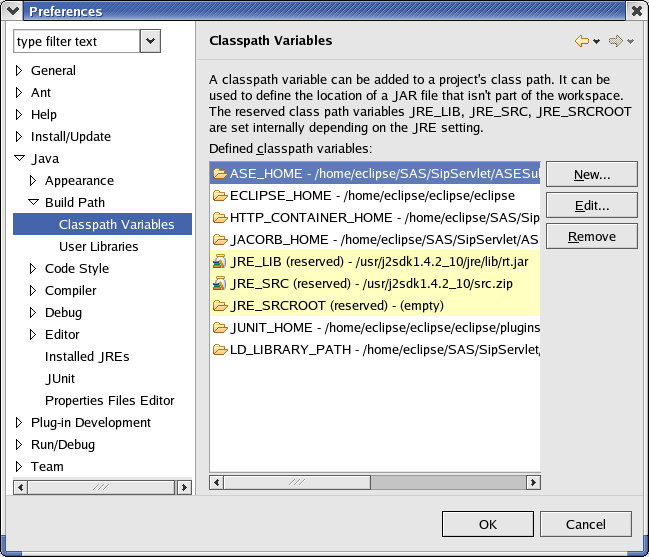 Preferences
type filter text
General
Ant
Help
Install/Update
Java
Appearance
Build Path
Classpath Variables
User Libraries
Code Style
Compiler
Debug
Editor
Installed JREs
JUnit
Properties Files Editor
Plug-in Development
Run/Debug
Team
Classpath Variables
A classpath variable can be added to a project's class path. It can be
used to define the location of a JAR file that isn't part of the workspace.
The reserved class path variables JRE_LIB, JRE_SRC, JRE_SRCROOT
are set internally depending on the JRE setting.
Defined classpath variables:
ASE_HOME - /home/eclipse/SAS/SipServlet/ASESu
ECLIPSE_HOME - /home/eclipse/eclipse/eclipse
HTTP_CONTAINER_HOME - /home/eclipse/SAS/Sip
JACORB_HOME - /home/eclipse/SAS/SipServlet/AS
JRE_LIB (reserved) - /usr/j2sdk1.4.2_10/jre/lib/rt.jar
JRE_SRC (reserved) - /usr/j2sdk1.4.2_10/src.zip
JRE_SRCROOT (reserved) - (empty)
JUNIT_HOME - /home/eclipse/eclipse/eclipse/plugins
LD_LIBRARY_PATH - /home/eclipse/SAS/SipServlet/
New...
Edit...
Remove
OK
Cancel